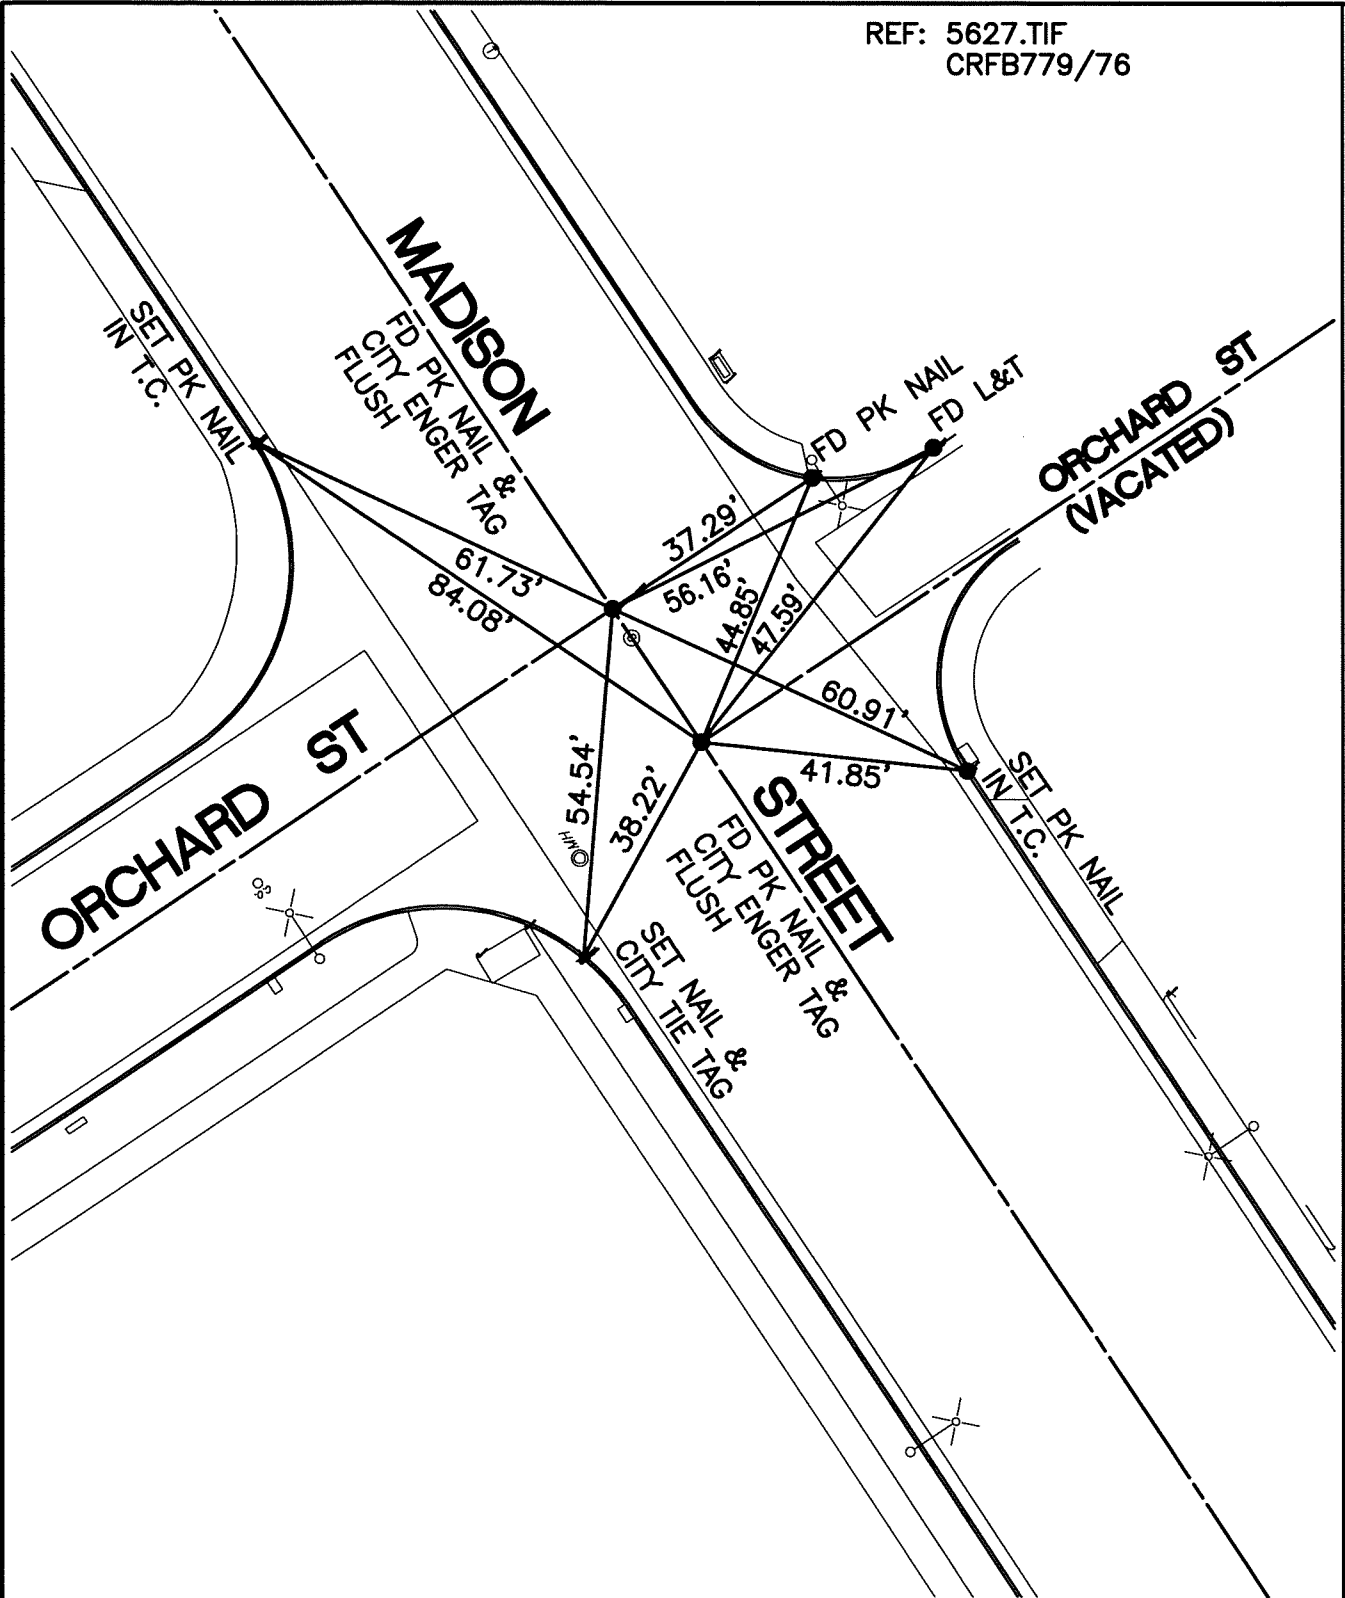 REF: 5627.TIF
CRFB779/76
MADISON
FD PK NAIL &
CITY ENGER TAG
FLUSH
SET PK NAIL
IN T.C.
FD PK NAIL
FD L&T
ORCHARD ST
(VACATED)
37.29'
56.16'
61.73'
84.08'
44.85'
47.59'
60.91'
41.85'
54.54'
38.22'
MH
ORCHARD ST
STREET
FD PK NAIL &
CITY ENGER TAG
FLUSH
SET PK NAIL
IN T.C.
SET NAIL &
CITY TIE TAG